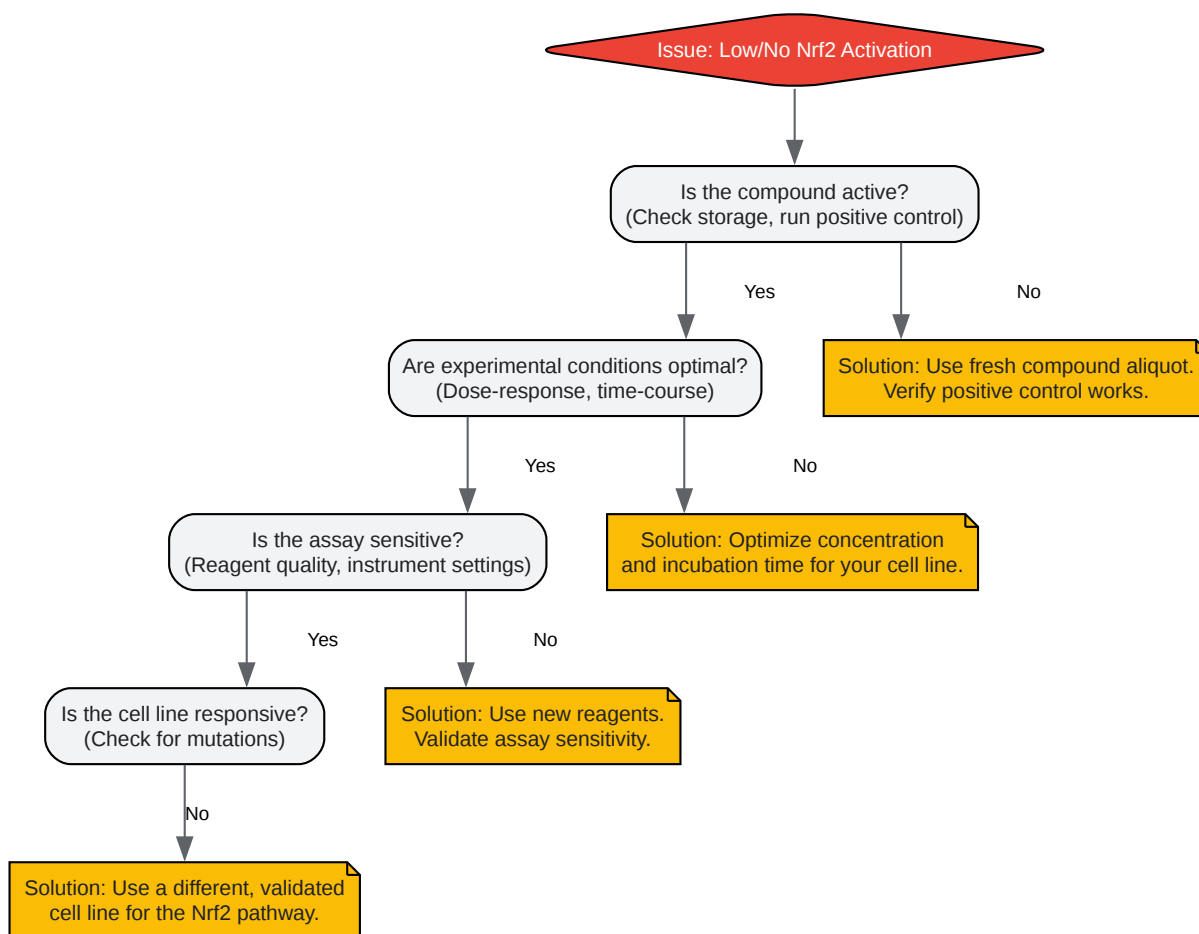 Issue: Low/No Nrf2 Activation
Is the compound active?
(Check storage, run positive control)
Yes
No
Are experimental conditions optimal?
(Dose-response, time-course)
Solution: Use fresh compound aliquot.
Verify positive control works.
Yes
No
Is the assay sensitive?
(Reagent quality, instrument settings)
Solution: Optimize concentration
and incubation time for your cell line.
Yes
No
Is the cell line responsive?
(Check for mutations)
Solution: Use new reagents.
Validate assay sensitivity.
No
Solution: Use a different, validated
cell line for the Nrf2 pathway.